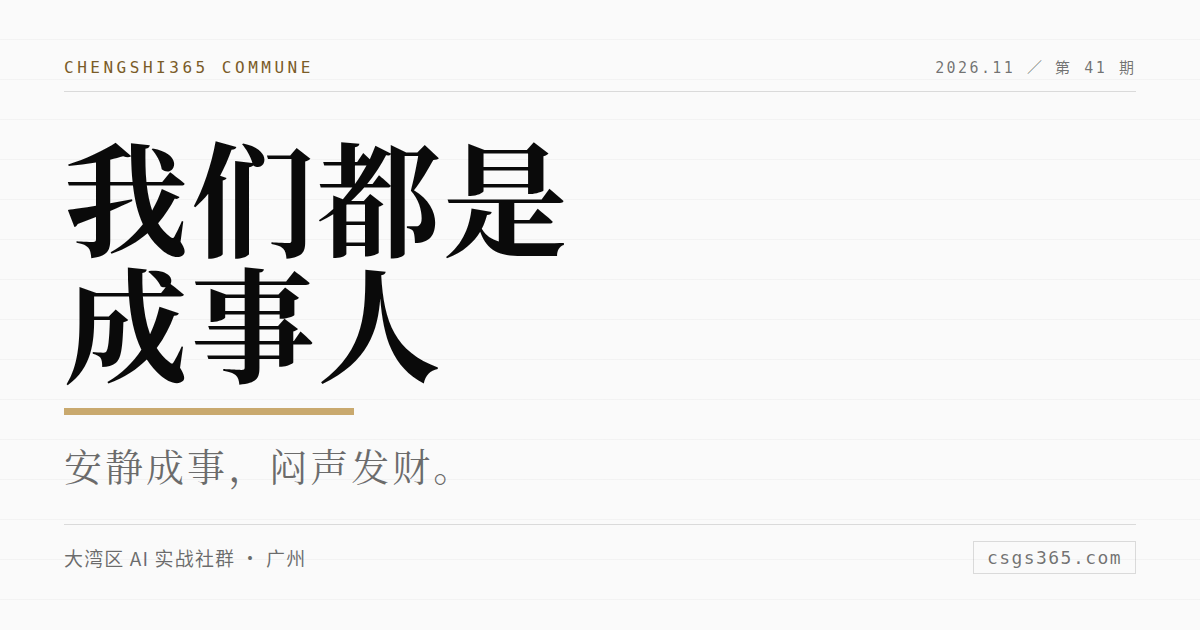 CHENGSHI365 COMMUNE
2026.11 ／ 第 41 期
我们都是
成事人
安静成事，闷声发财。
大湾区 AI 实战社群 · 广州
csgs365.com